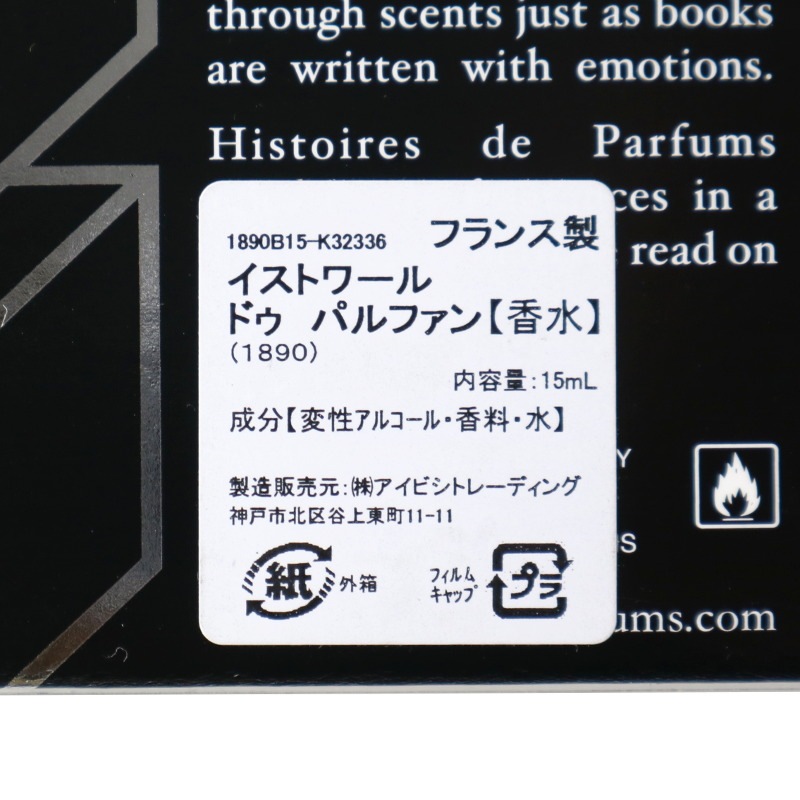 through scents just as books
are written with emotions.
Histoires de Parfums
ces in a
read on
1890B15-K32336 フランス製
イストワール
ドゥ パルファン【香水】
(1890)
内容量:15mL
成分【変性アルコール・香料・水】
製造販売元:㈱アイビシトレーディング
神戸市北区谷上東町11-11
紙 外箱
フィルム
キャップ
プラ
Y
S
ums.com